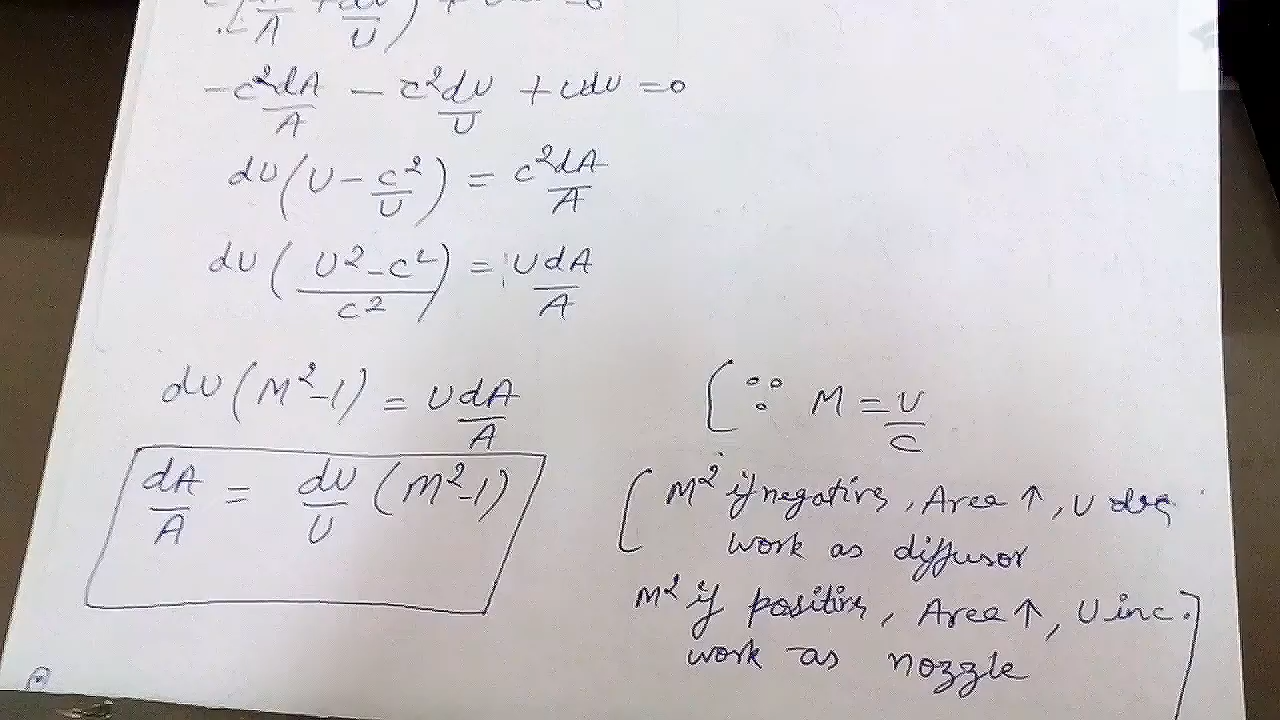 -c²dA/A - c²dU/U + UdU = 0
dU(U - c²/U) = c²dA/A
dU(U² - c²/c²) = UdA/A
dU(M² - 1) = UdA/A
[∵ M = U/C
dA/A = dU/U (M² - 1)
[M² if negative, Area ↑, U
work as diffusor
M² if positive, Area ↑, U inc.
work as nozzle]